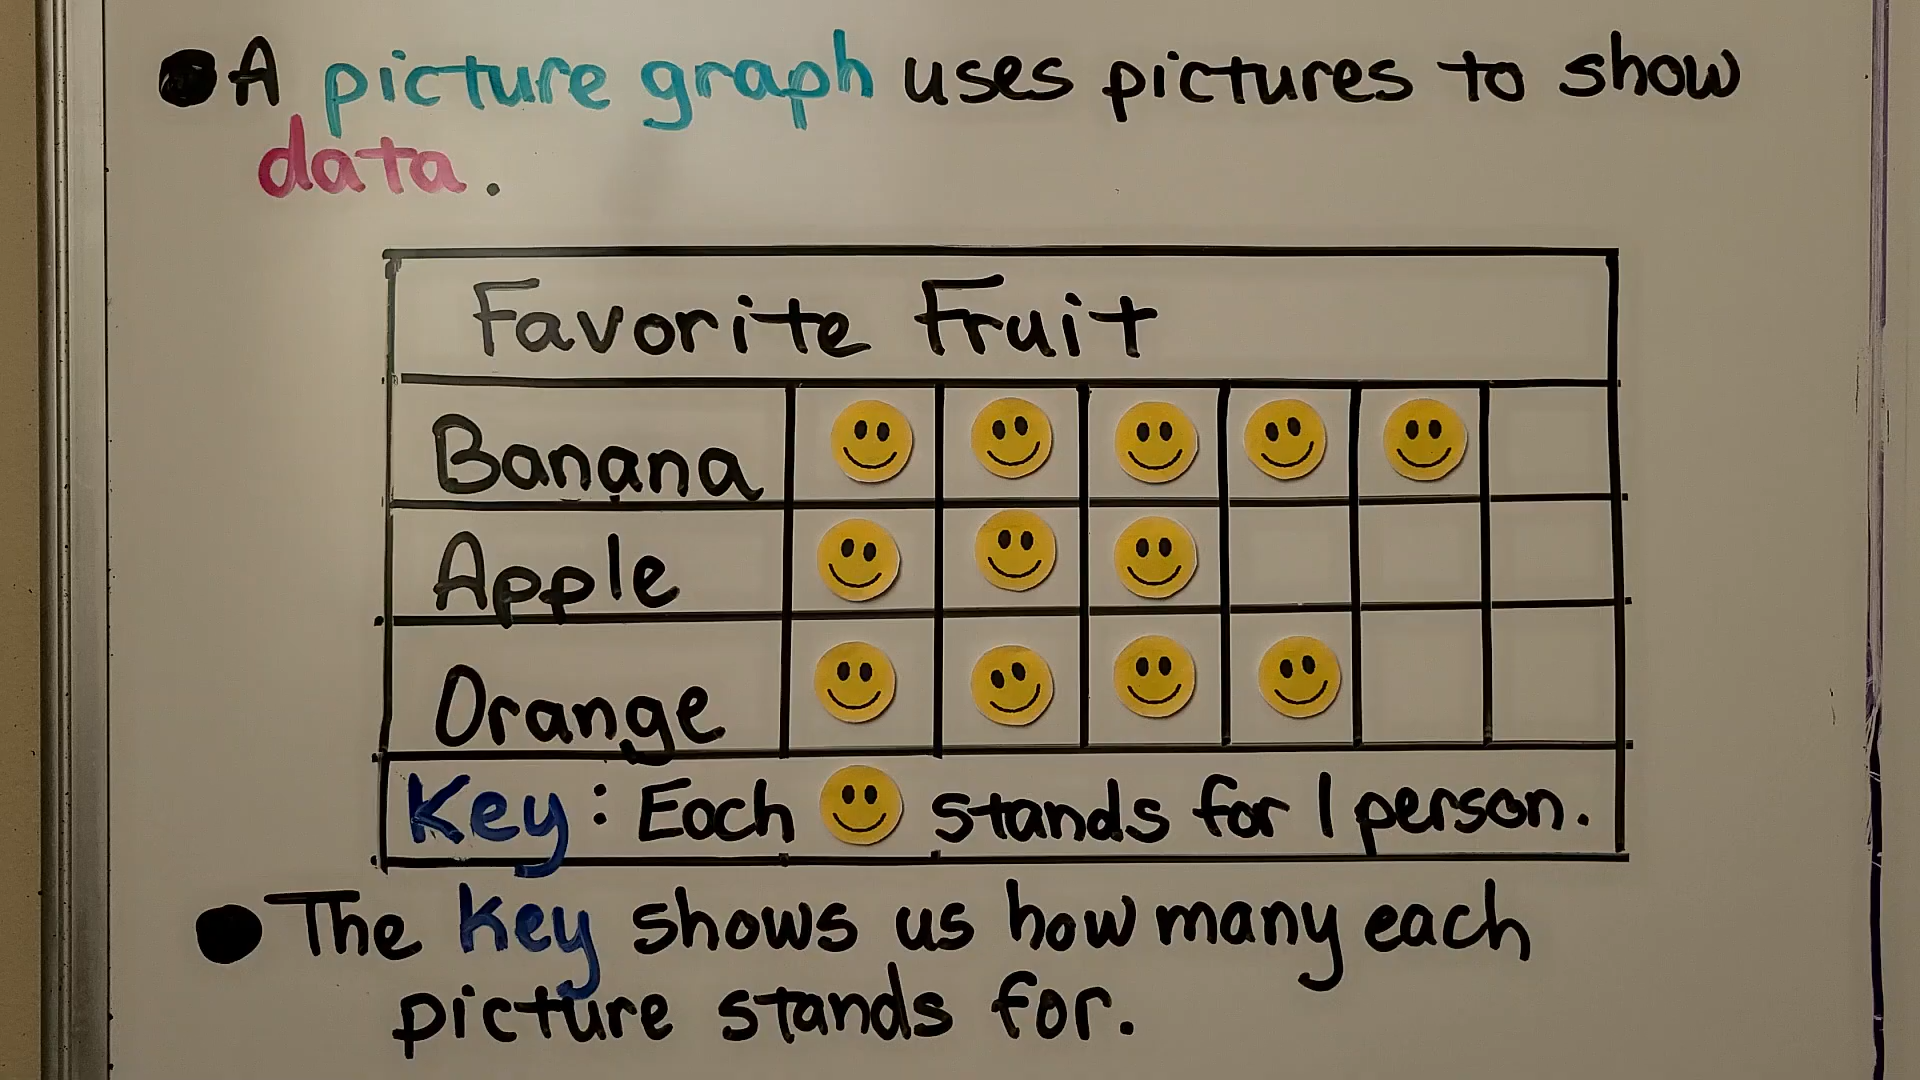 A picture graph uses pictures to show
data.
Favorite Fruit
Banana
Apple
Orange
Key: Each stands for 1 person.
The key shows us how many each
picture stands for.